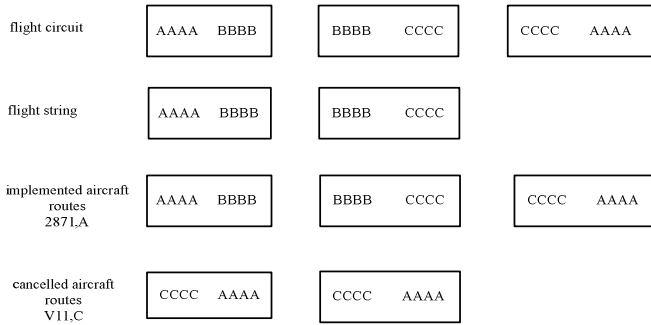 flight circuit
AAAA BBBB
BBBB CCCC
CCCC AAAA
flight string
AAAA BBBB
BBBB CCCC
implemented aircraft
routes
2871,A
AAAA BBBB
BBBB CCCC
CCCC AAAA
cancelled aircraft
routes
V11,C
CCCC AAAA
CCCC AAAA